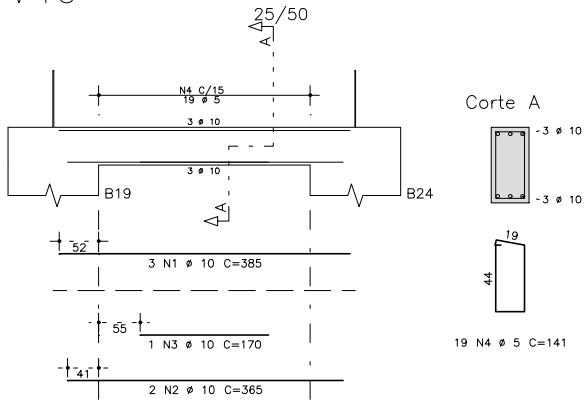 25/50
A
N4 C/15
19 ø 5
3 ø 10
3 ø 10
B19
B24
A
Corte A
3 ø 10
3 ø 10
52
3 N1 ø 10 C=385
55
1 N3 ø 10 C=170
41
2 N2 ø 10 C=365
19
44
19 N4 ø 5 C=141